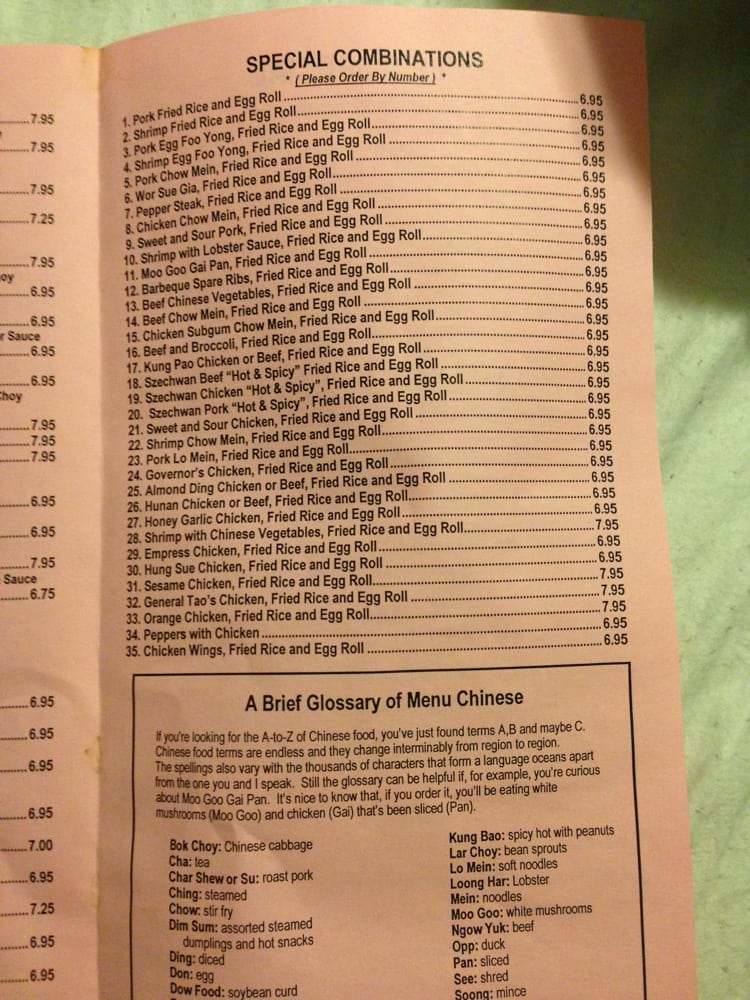 7.95
7.95
7.95
7.25
7.95
oy
6.95
6.95
r Sauce
6.95
6.95
Choy
7.95
7.95
7.95
6.95
6.95
7.95
Sauce
6.75
6.95
6.95
6.95
6.95
7.00
6.95
7.25
6.95
6.95
SPECIAL COMBINATIONS
* ( Please Order By Number ) *
1. Pork Fried Rice and Egg Roll 6.95
2. Shrimp Fried Rice and Egg Roll 6.95
3. Pork Egg Foo Yong, Fried Rice and Egg Roll 6.95
4. Shrimp Egg Foo Yong, Fried Rice and Egg Roll 6.95
5. Pork Chow Mein, Fried Rice and Egg Roll 6.95
6. Wor Sue Gia, Fried Rice and Egg Roll 6.95
7. Pepper Steak, Fried Rice and Egg Roll 6.95
8. Chicken Chow Mein, Fried Rice and Egg Roll 6.95
9. Sweet and Sour Pork, Fried Rice and Egg Roll 6.95
10. Shrimp with Lobster Sauce, Fried Rice and Egg Roll 6.95
11. Moo Goo Gai Pan, Fried Rice and Egg Roll 6.95
12. Barbeque Spare Ribs, Fried Rice and Egg Roll 6.95
13. Beef Chinese Vegetables, Fried Rice and Egg Roll 6.95
14. Beef Chow Mein, Fried Rice and Egg Roll 6.95
15. Chicken Subgum Chow Mein, Fried Rice and Egg Roll 6.95
16. Beef and Broccoli, Fried Rice and Egg Roll 6.95
17. Kung Pao Chicken or Beef, Fried Rice and Egg Roll 6.95
18. Szechwan Beef "Hot & Spicy" Fried Rice and Egg Roll 6.95
19. Szechwan Chicken "Hot & Spicy", Fried Rice and Egg Roll 6.95
20. Szechwan Pork "Hot & Spicy", Fried Rice and Egg Roll 6.95
21. Sweet and Sour Chicken, Fried Rice and Egg Roll 6.95
22. Shrimp Chow Mein, Fried Rice and Egg Roll 6.95
23. Pork Lo Mein, Fried Rice and Egg Roll 6.95
24. Governor's Chicken, Fried Rice and Egg Roll 6.95
25. Almond Ding Chicken or Beef, Fried Rice and Egg Roll 6.95
26. Hunan Chicken or Beef, Fried Rice and Egg Roll 6.95
27. Honey Garlic Chicken, Fried Rice and Egg Roll 6.95
28. Shrimp with Chinese Vegetables, Fried Rice and Egg Roll 7.95
29. Empress Chicken, Fried Rice and Egg Roll 6.95
30. Hung Sue Chicken, Fried Rice and Egg Roll 6.95
31. Sesame Chicken, Fried Rice and Egg Roll 7.95
32. General Tao's Chicken, Fried Rice and Egg Roll 7.95
33. Orange Chicken, Fried Rice and Egg Roll 7.95
34. Peppers with Chicken 6.95
35. Chicken Wings, Fried Rice and Egg Roll 6.95
A Brief Glossary of Menu Chinese
If you're looking for the A-to-Z of Chinese food, you've just found terms A,B and maybe C.
Chinese food terms are endless and they change interminably from region to region.
The spellings also vary with the thousands of characters that form a language oceans apart
from the one you and I speak. Still the glossary can be helpful if, for example, you're curious
about Moo Goo Gai Pan. It's nice to know that, if you order it, you'll be eating white
mushrooms (Moo Goo) and chicken (Gai) that's been sliced (Pan).
Bok Choy: Chinese cabbage
Cha: tea
Char Shew or Su: roast pork
Ching: steamed
Chow: stir fry
Dim Sum: assorted steamed
dumplings and hot snacks
Ding: diced
Don: egg
Dow Food: soybean curd
Kung Bao: spicy hot with peanuts
Lar Choy: bean sprouts
Lo Mein: soft noodles
Loong Har: Lobster
Mein: noodles
Moo Goo: white mushrooms
Ngow Yuk: beef
Opp: duck
Pan: sliced
See: shred
Soong: mince